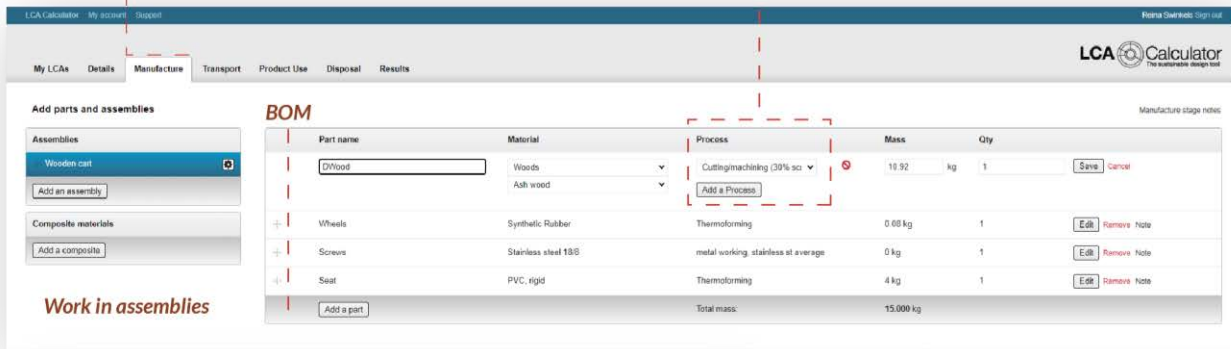 LCA Calculator My account Support Reina Swinkels Sign out
LCA Calculator
The sustainable design tool
My LCAs Details Manufacture Transport Product Use Disposal Results
Add parts and assemblies BOM Manufacture stage notes
Assemblies Part name Material Process Mass Qty
Wooden cart DWood Woods Cutting/machining (30% scr 10.92 kg 1 Save Cancel
Add an assembly Ash wood Add a Process
Composite materials Wheels Synthetic Rubber Thermoforming 0.08 kg 1 Edit Remove Note
Add a composite Screws Stainless steel 18/8 metal working, stainless st average 0 kg 1 Edit Remove Note
Seat PVC, rigid Thermoforming 4 kg 1 Edit Remove Note
Work in assemblies Add a part Total mass: 15.000 kg